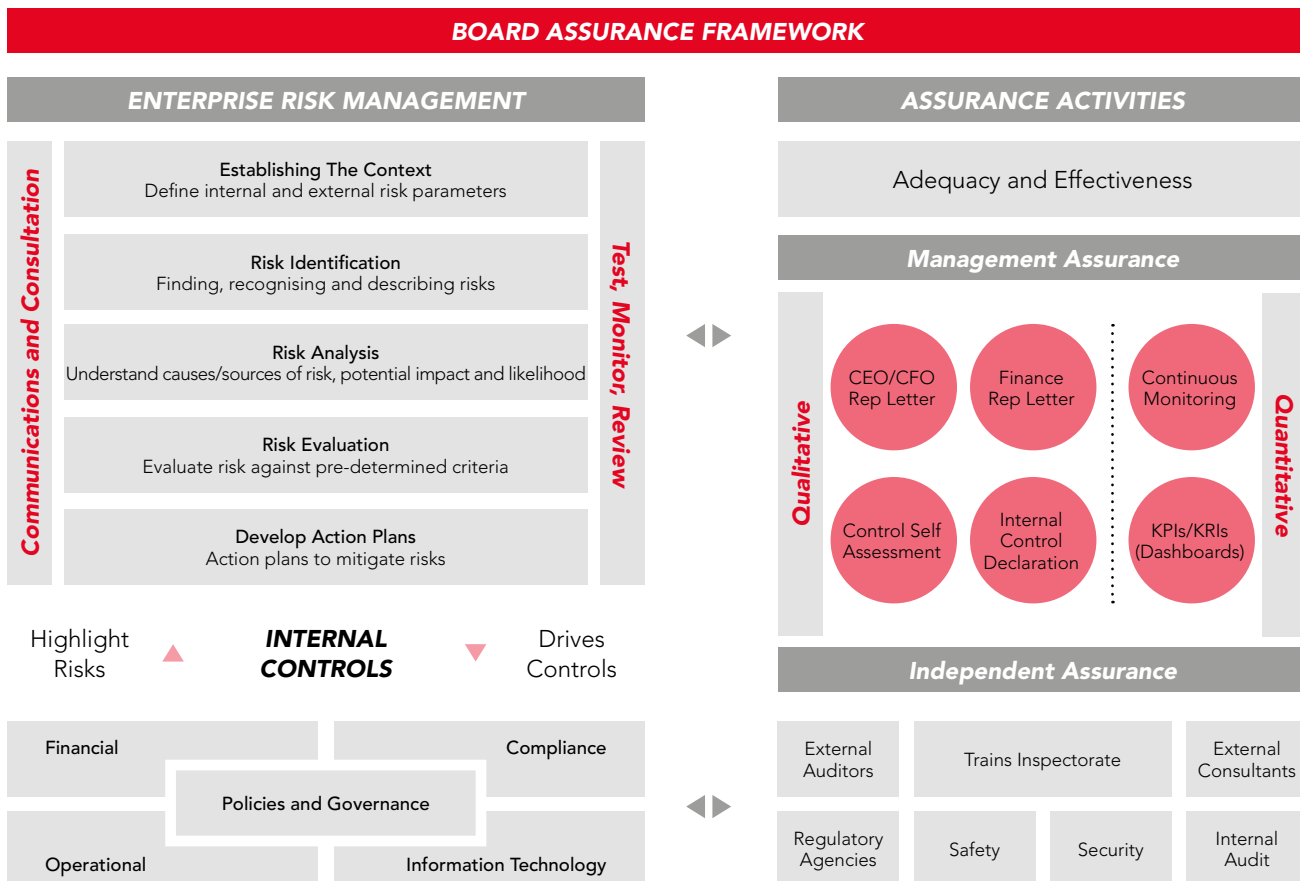 BOARD ASSURANCE FRAMEWORK
ENTERPRISE RISK MANAGEMENT
Communications and Consultation
Establishing The Context
Define internal and external risk parameters
Risk Identification
Finding, recognising and describing risks
Risk Analysis
Understand causes/sources of risk, potential impact and likelihood
Risk Evaluation
Evaluate risk against pre-determined criteria
Develop Action Plans
Action plans to mitigate risks
Test, Monitor, Review
Highlight
Risks
INTERNAL
CONTROLS
Drives
Controls
Financial
Compliance
Policies and Governance
Operational
Information Technology
ASSURANCE ACTIVITIES
Adequacy and Effectiveness
Management Assurance
Qualitative
CEO/CFO
Rep Letter
Finance
Rep Letter
Continuous
Monitoring
Control Self
Assessment
Internal
Control
Declaration
KPIs/KRIs
(Dashboards)
Quantitative
Independent Assurance
External
Auditors
Trains Inspectorate
External
Consultants
Regulatory
Agencies
Safety
Security
Internal
Audit